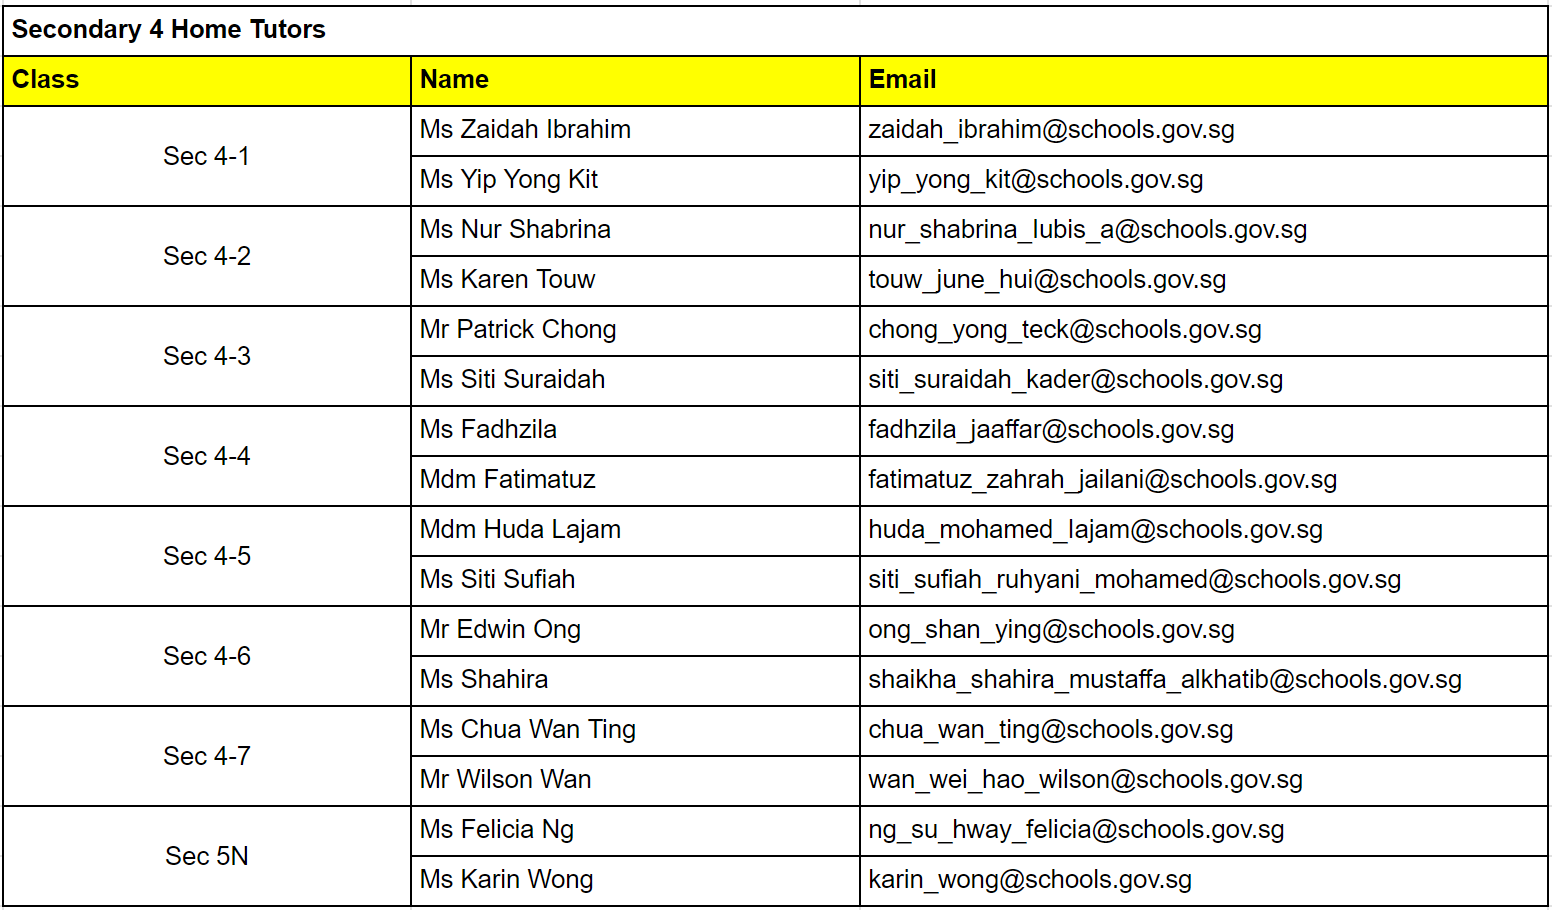 Secondary 4 Home Tutors
Class Name Email
Sec 4-1
Ms Zaidah Ibrahim zaidah_ibrahim@schools.gov.sg
Ms Yip Yong Kit yip_yong_kit@schools.gov.sg
Sec 4-2
Ms Nur Shabrina nur_shabrina_lubis_a@schools.gov.sg
Ms Karen Touw touw_june_hui@schools.gov.sg
Sec 4-3
Mr Patrick Chong chong_yong_teck@schools.gov.sg
Ms Siti Suraidah siti_suraidah_kader@schools.gov.sg
Sec 4-4
Ms Fadhzila fadhzila_jaaffar@schools.gov.sg
Mdm Fatimatuz fatimatuz_zahrah_jailani@schools.gov.sg
Sec 4-5
Mdm Huda Lajam huda_mohamed_lajam@schools.gov.sg
Ms Siti Sufiah siti_sufiah_ruhyani_mohamed@schools.gov.sg
Sec 4-6
Mr Edwin Ong ong_shan_ying@schools.gov.sg
Ms Shahira shaikha_shahira_mustaffa_alkhatib@schools.gov.sg
Sec 4-7
Ms Chua Wan Ting chua_wan_ting@schools.gov.sg
Mr Wilson Wan wan_wei_hao_wilson@schools.gov.sg
Sec 5N
Ms Felicia Ng ng_su_hway_felicia@schools.gov.sg
Ms Karin Wong karin_wong@schools.gov.sg